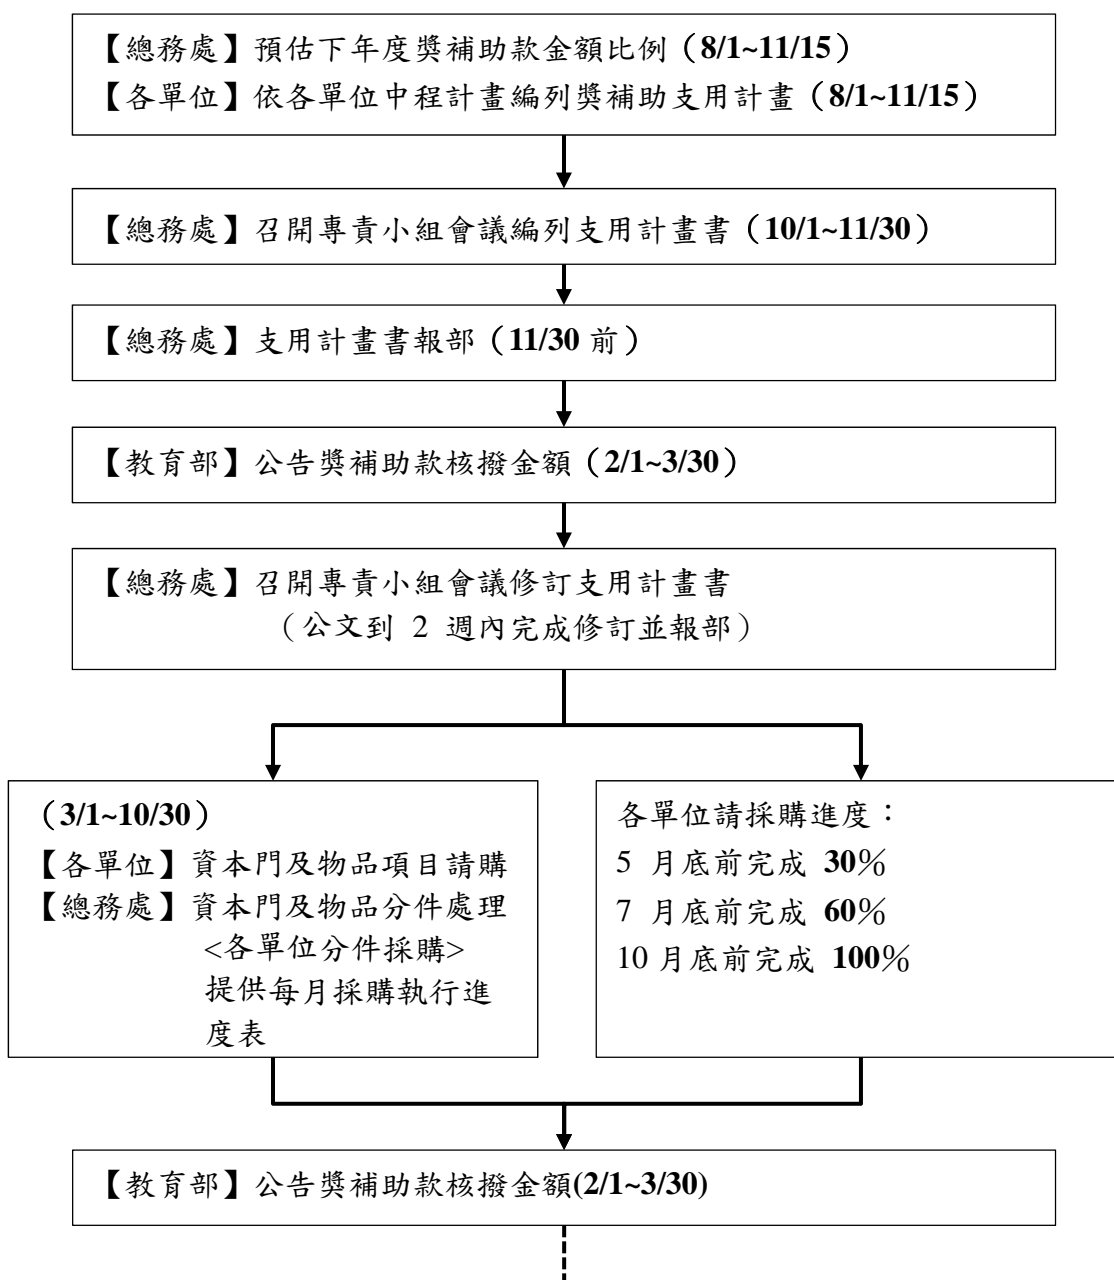 【總務處】預估下年度獎補助款金額比例（8/1~11/15）
【各單位】依各單位中程計畫編列獎補助支用計畫（8/1~11/15）
【總務處】召開專責小組會議編列支用計畫書（10/1~11/30）
【總務處】支用計畫書報部（11/30 前）
【教育部】公告獎補助款核撥金額（2/1~3/30）
【總務處】召開專責小組會議修訂支用計畫書
（公文到 2 週內完成修訂並報部）
（3/1~10/30）
【各單位】資本門及物品項目請購
【總務處】資本門及物品分件處理
<各單位分件採購>
提供每月採購執行進
度表
各單位請採購進度：
5 月底前完成 30％
7 月底前完成 60％
10 月底前完成 100％
【教育部】公告獎補助款核撥金額(2/1~3/30)